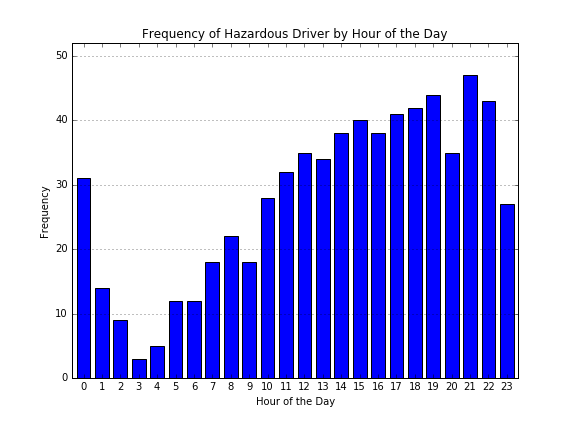 Frequency of Hazardous Driver by Hour of the Day
50
40
30
20
10
0
Frequency
0 1 2 3 4 5 6 7 8 9 10 11 12 13 14 15 16 17 18 19 20 21 22 23
Hour of the Day